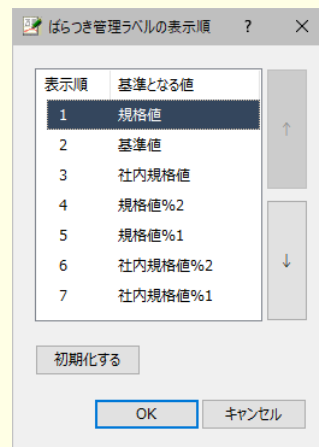 ばらつき管理ラベルの表示順 ? ×
表示順 基準となる値
1 規格値
2 基準値
3 社内規格値
4 規格値%2
5 規格値%1
6 社内規格値%2
7 社内規格値%1
↑
↓
初期化する
OK キャンセル